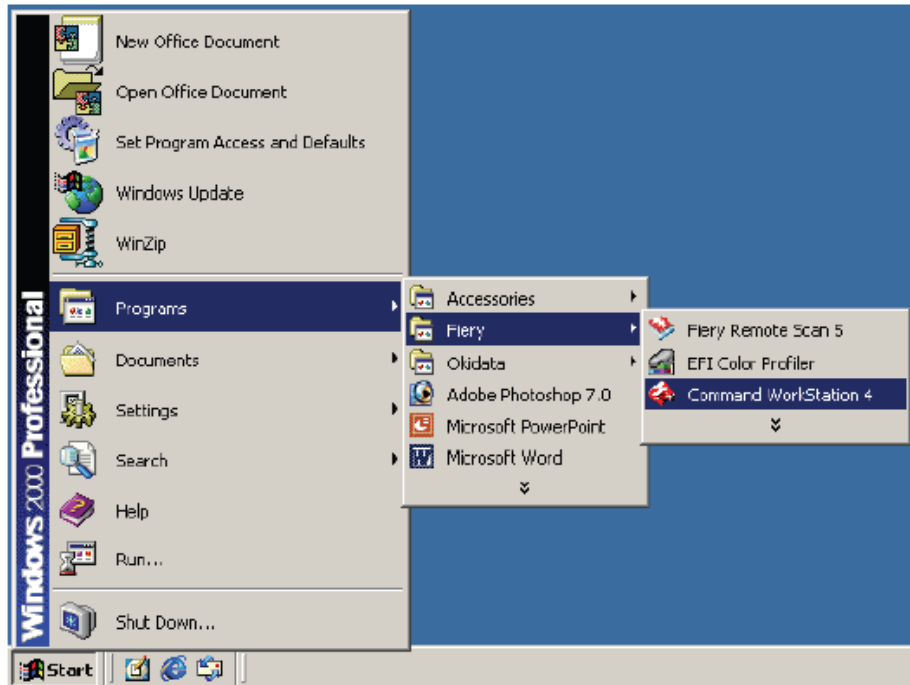 New Office Document
Open Office Document
Set Program Access and Defaults
Windows Update
WinZip
Programs
Documents
Settings
Search
Help
Run...
Shut Down...
Windows 2000 Professional
Accessories
Fiery
Okidata
Adobe Photoshop 7.0
Microsoft PowerPoint
Microsoft Word
Fiery Remote Scan 5
EFI Color Profiler
Command WorkStation 4
Start